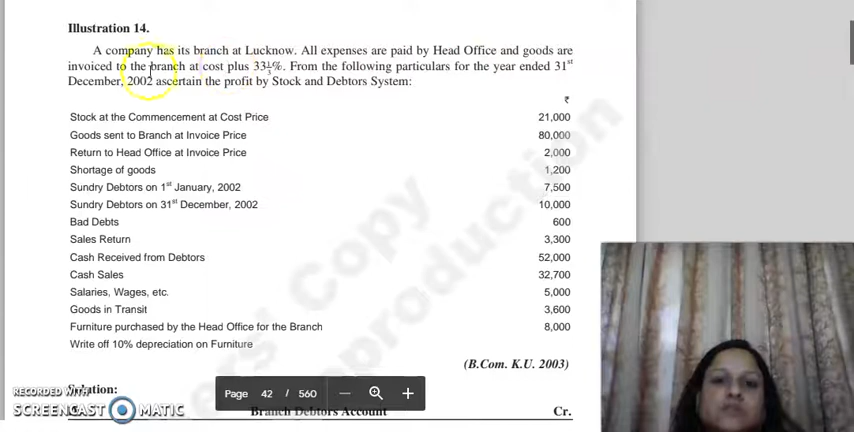 Illustration 14.
A company has its branch at Lucknow. All expenses are paid by Head Office and goods are
invoiced to the branch at cost plus 33⅓%. From the following particulars for the year ended 31st
December, 2002 ascertain the profit by Stock and Debtors System:
₹
Stock at the Commencement at Cost Price 21,000
Goods sent to Branch at Invoice Price 80,000
Return to Head Office at Invoice Price 2,000
Shortage of goods 1,200
Sundry Debtors on 1st January, 2002 7,500
Sundry Debtors on 31st December, 2002 10,000
Bad Debts 600
Sales Return 3,300
Cash Received from Debtors 52,000
Cash Sales 32,700
Salaries, Wages, etc. 5,000
Goods in Transit 3,600
Furniture purchased by the Head Office for the Branch 8,000
Write off 10% depreciation on Furniture
(B.Com. K.U. 2003)
Solution:
Page 42 / 560
Branch Debtors Account Cr.
RECORDED WITH
SCREENCAST MATIC
Copy